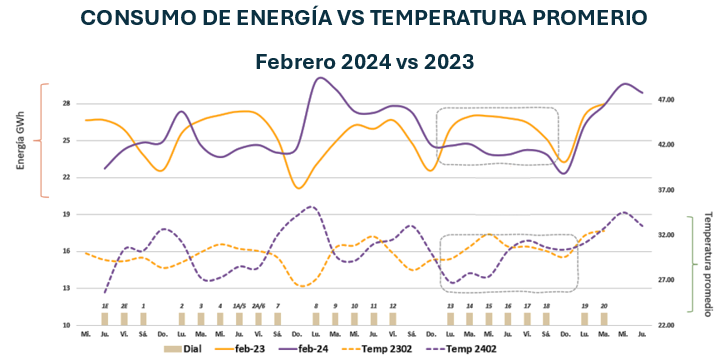 CONSUMO DE ENERGÍA VS TEMPERATURA PROMERIO
Febrero 2024 vs 2023
Energía GWh
28
25
22
19
16
13
10
47.00
42.00
37.00
32.00
27.00
22.00
Temperatura promedio
1E 2E 1 2 3 4 1A/5 2A/6 7 8 9 10 11 12 13 14 15 16 17 18 19 20
Mi. Ju. Vi. Sá. Do. Lu. Ma. Mi. Ju. Vi. Sá. Do. Lu. Ma. Mi. Ju. Vi. Sá. Do. Lu. Ma. Mi. Ju. Vi. Sá. Do. Lu. Ma. Mi. Ju.
Dial feb-23 feb-24 Temp 2302 Temp 2402